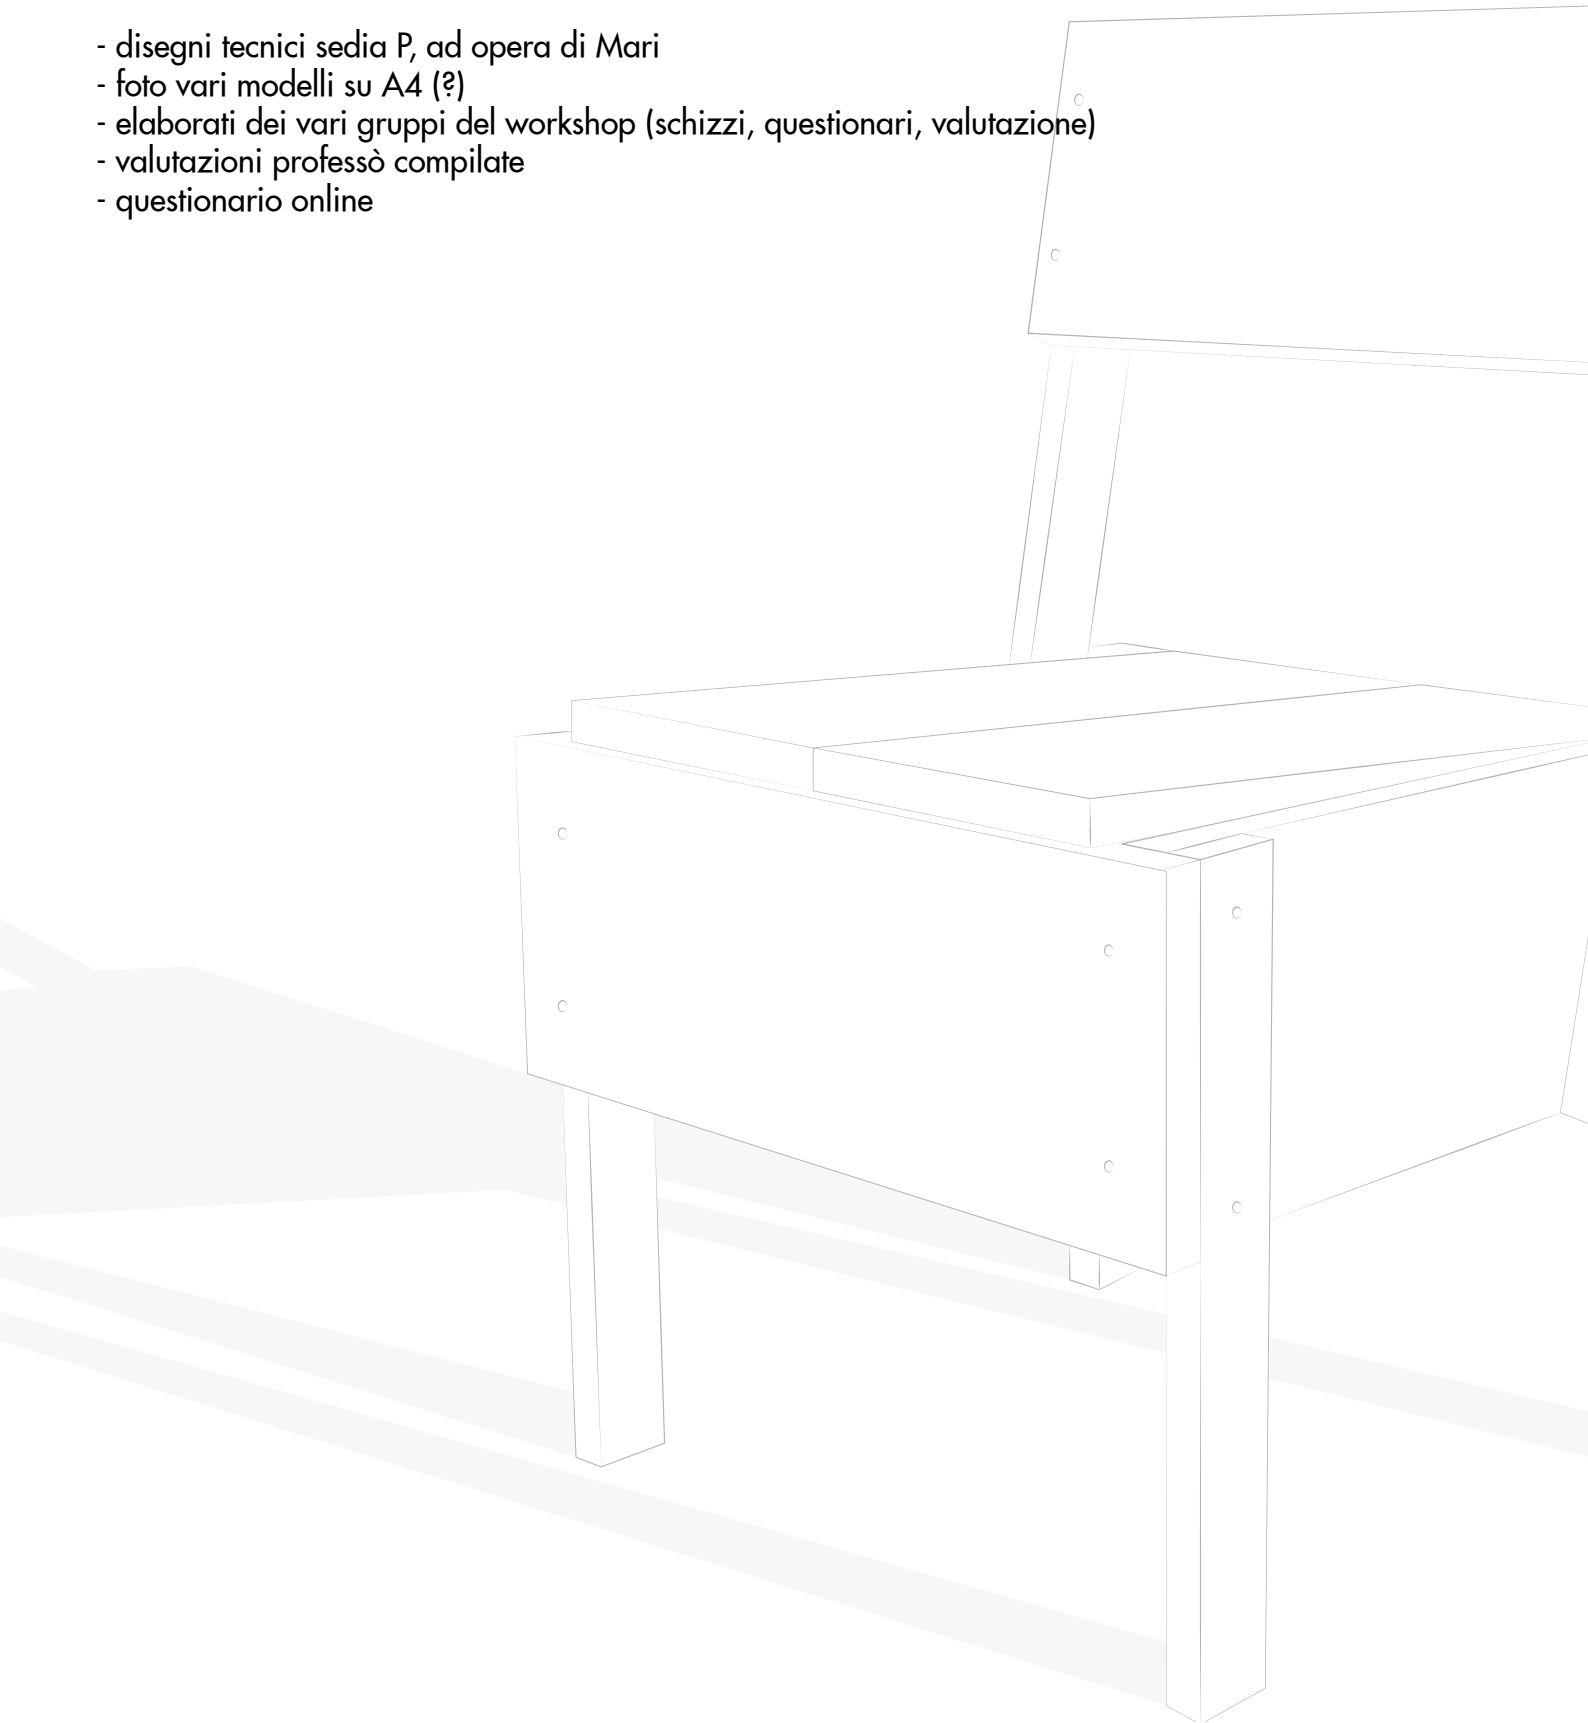 - disegni tecnici sedia P, ad opera di Mari
- foto vari modelli su A4 (?)
- elaborati dei vari gruppi del workshop (schizzi, questionari, valutazione)
- valutazioni professò compilate
- questionario online